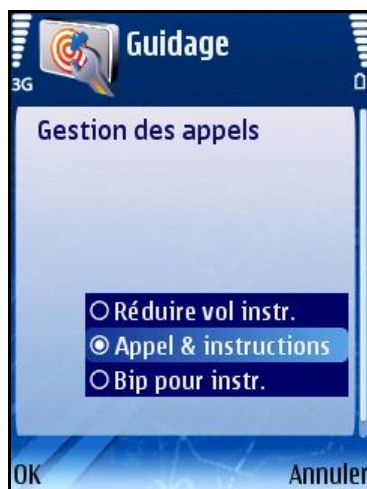 Guidage
3G
Gestion des appels
Réduire vol instr.
Appel & instructions
Bip pour instr.
OK Annuler